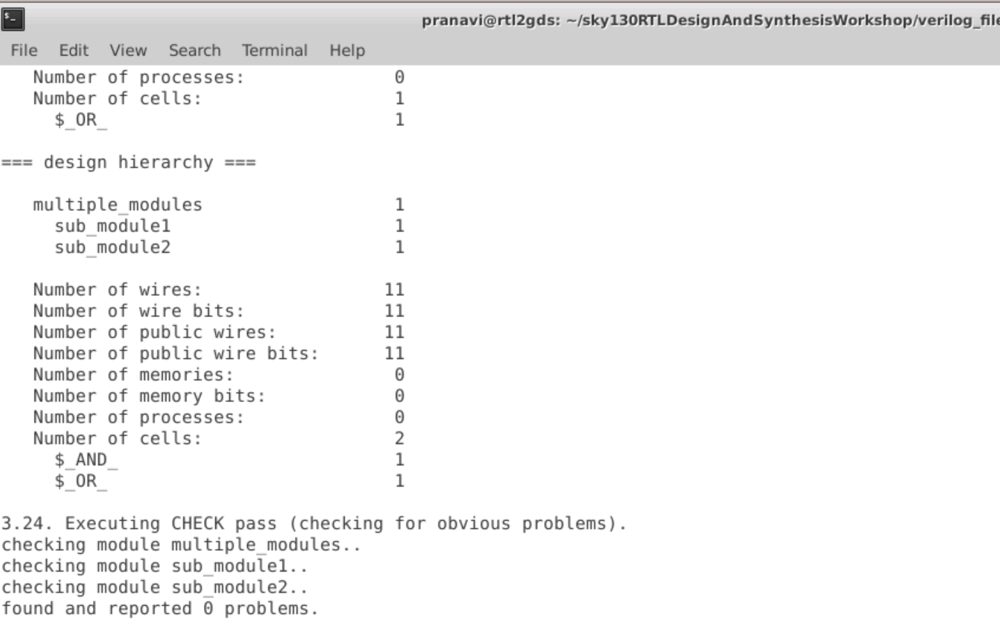 pranavi@rtl2gds: ~/sky130RTLDesignAndSynthesisWorkshop/verilog_file
File Edit View Search Terminal Help
Number of processes: 0
Number of cells: 1
$_OR_ 1
=== design hierarchy ===
multiple_modules 1
sub_module1 1
sub_module2 1
Number of wires: 11
Number of wire bits: 11
Number of public wires: 11
Number of public wire bits: 11
Number of memories: 0
Number of memory bits: 0
Number of processes: 0
Number of cells: 2
$_AND_ 1
$_OR_ 1
3.24. Executing CHECK pass (checking for obvious problems).
checking module multiple_modules..
checking module sub_module1..
checking module sub_module2..
found and reported 0 problems.